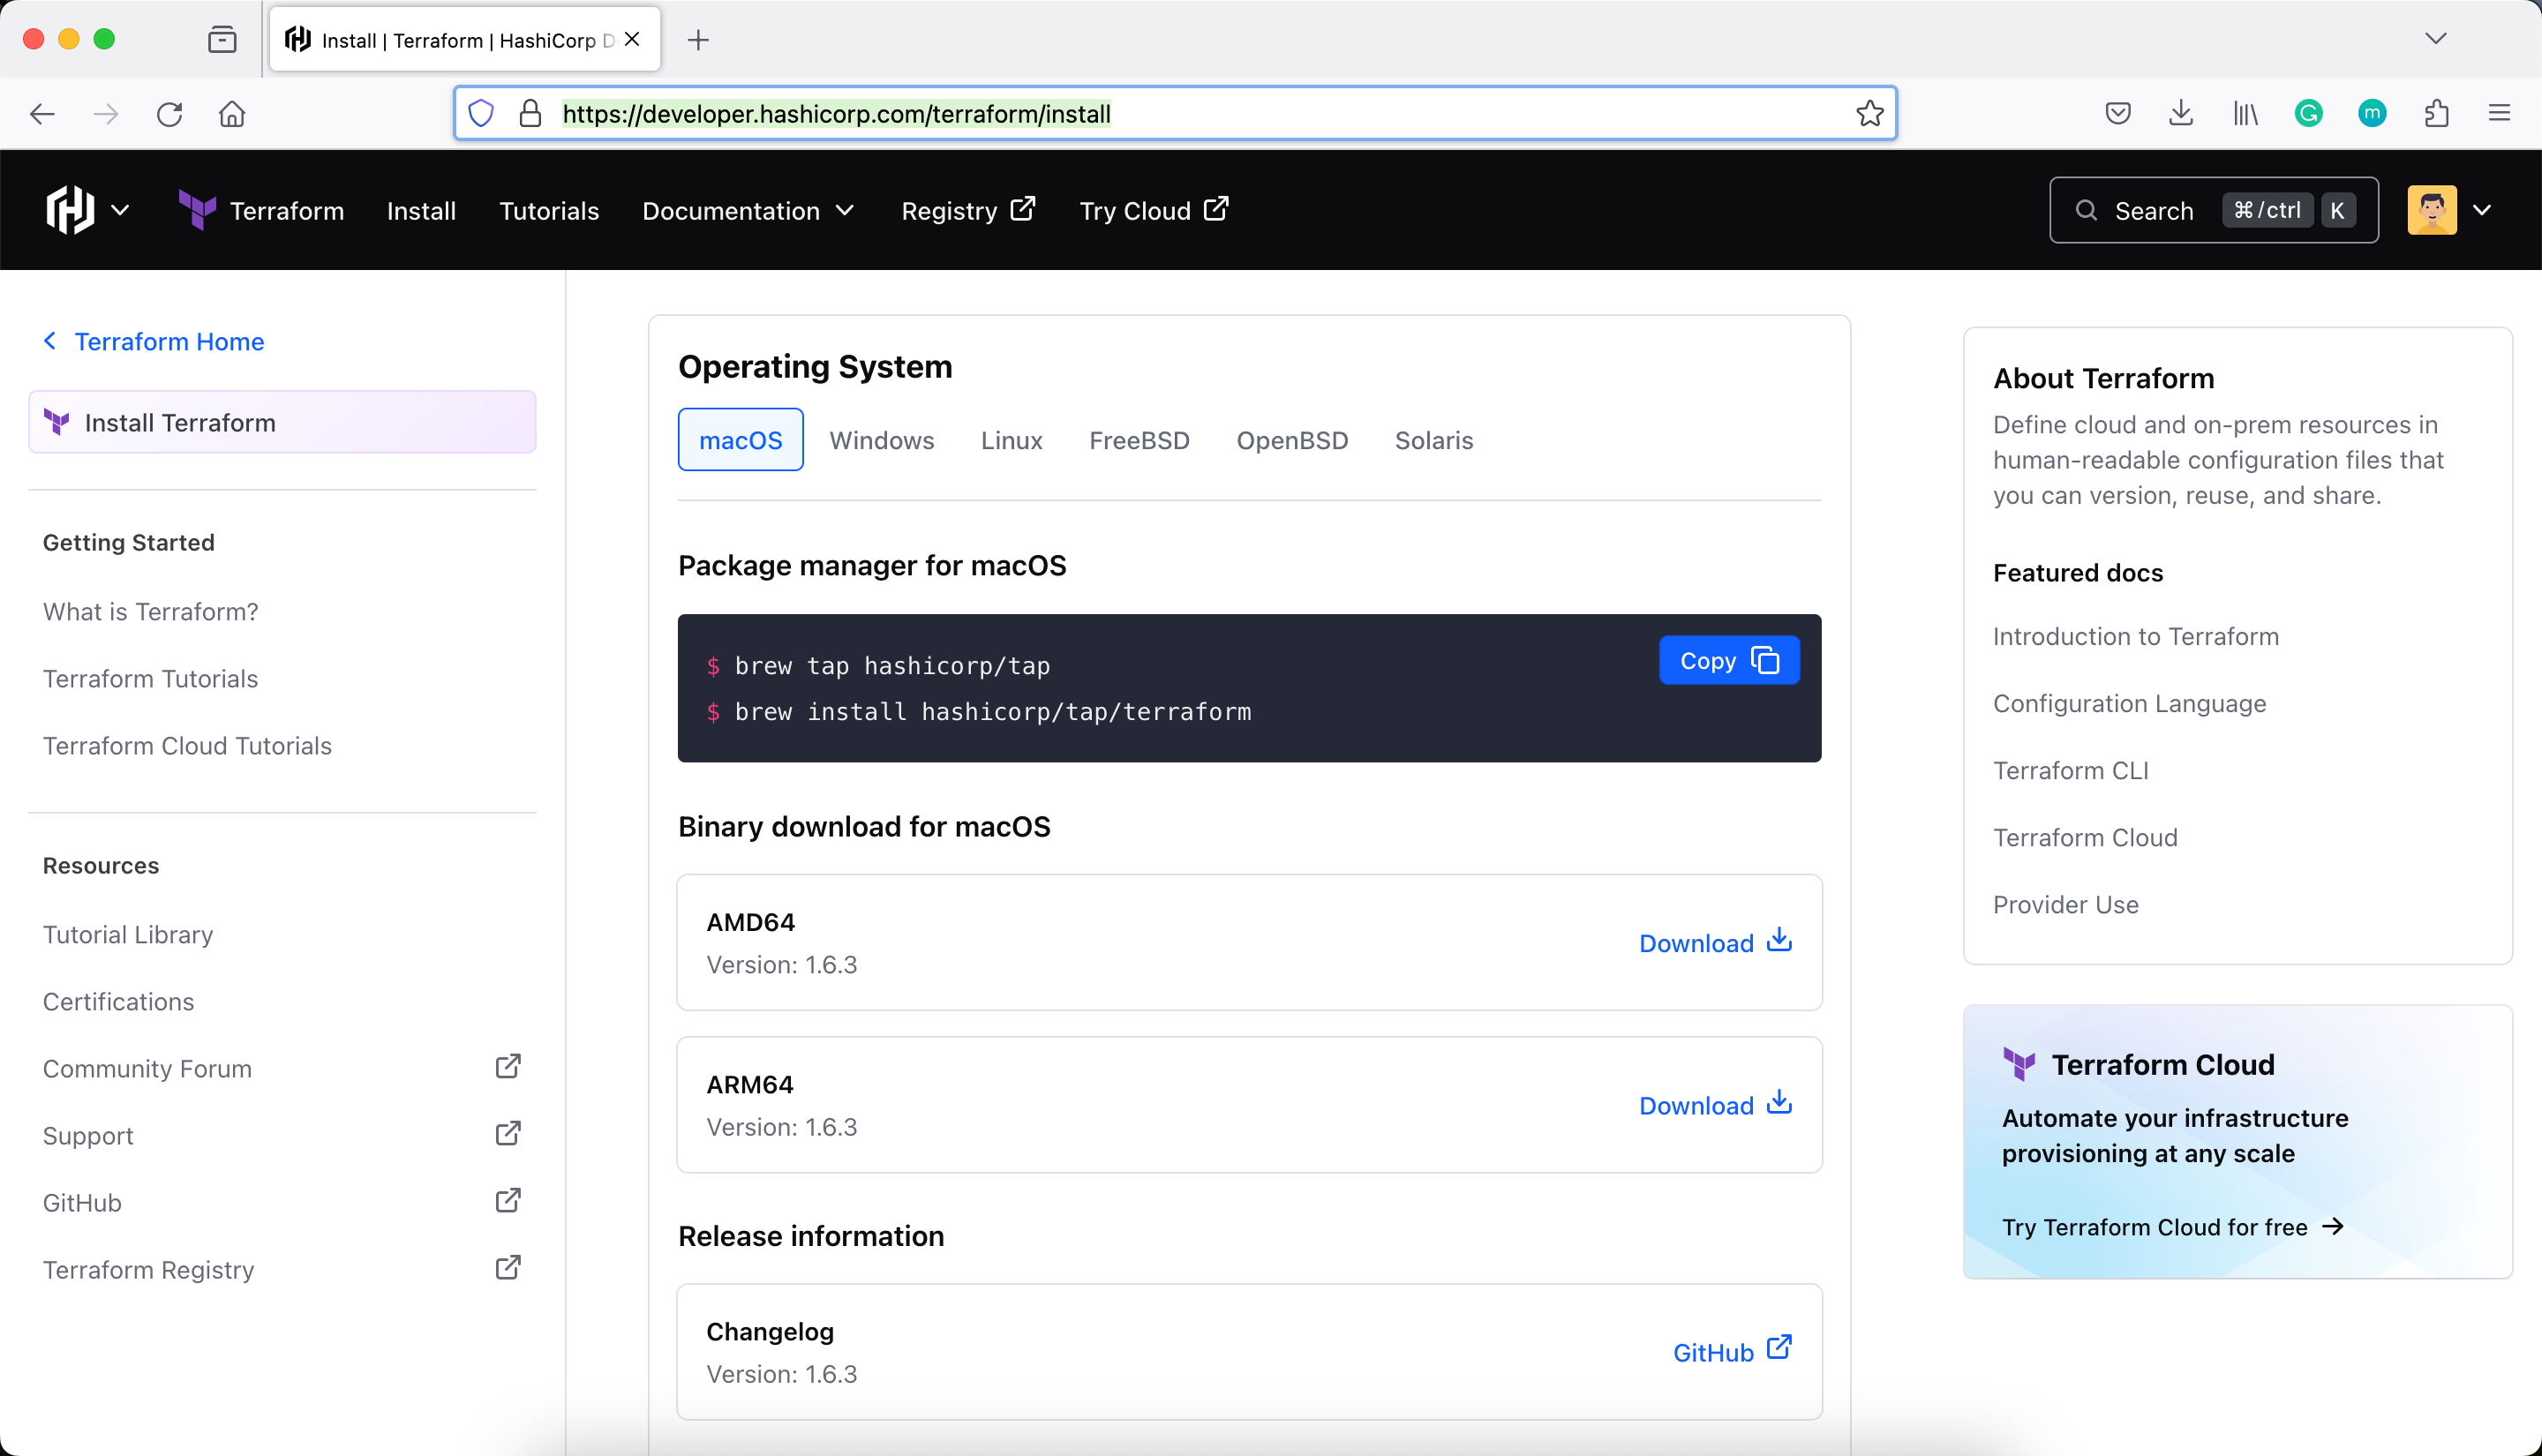 Install | Terraform | HashiCorp D
https://developer.hashicorp.com/terraform/install
G
m
Terraform
Install
Tutorials
Documentation
Registry
Try Cloud
Search
⌘/ctrl
K
Terraform Home
Install Terraform
Getting Started
What is Terraform?
Terraform Tutorials
Terraform Cloud Tutorials
Resources
Tutorial Library
Certifications
Community Forum
Support
GitHub
Terraform Registry
Operating System
macOS
Windows
Linux
FreeBSD
OpenBSD
Solaris
Package manager for macOS
$ brew tap hashicorp/tap
Copy
$ brew install hashicorp/tap/terraform
Binary download for macOS
AMD64
Version: 1.6.3
Download
ARM64
Version: 1.6.3
Download
Release information
Changelog
Version: 1.6.3
GitHub
About Terraform
Define cloud and on-prem resources in
human-readable configuration files that
you can version, reuse, and share.
Featured docs
Introduction to Terraform
Configuration Language
Terraform CLI
Terraform Cloud
Provider Use
Terraform Cloud
Automate your infrastructure
provisioning at any scale
Try Terraform Cloud for free